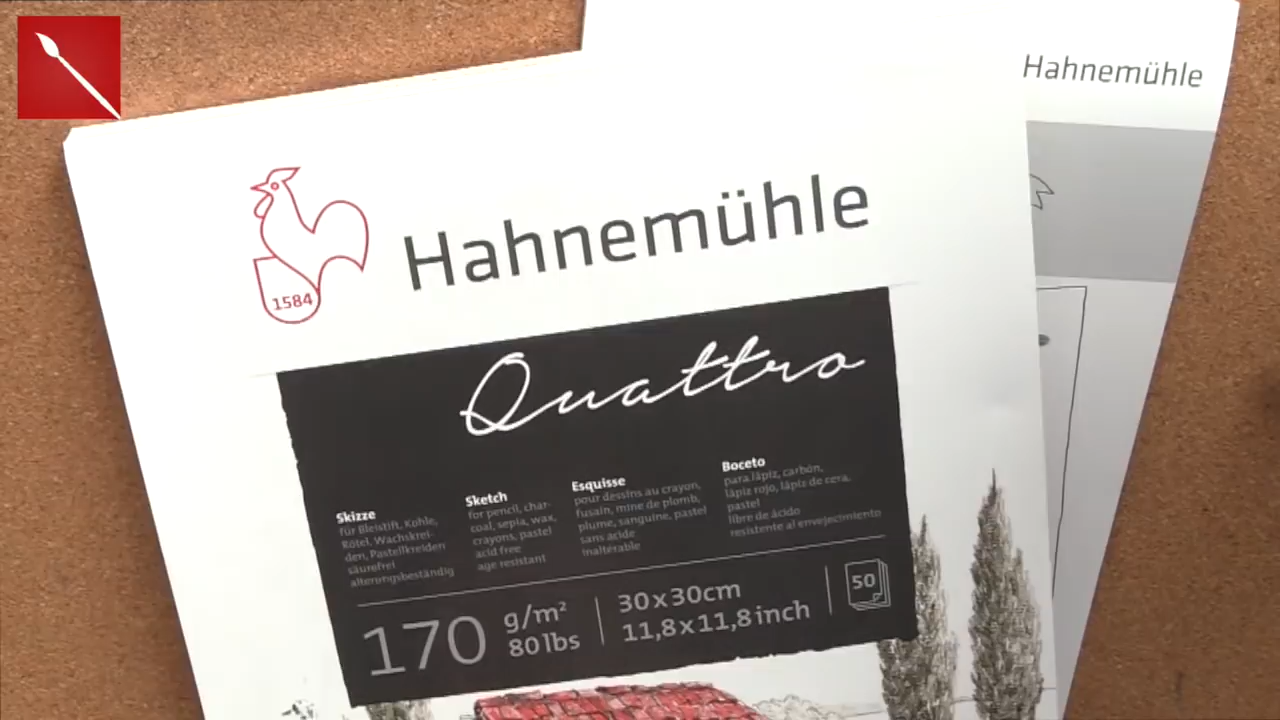 Hahnemühle
1584
Hahnemühle
Quattro
Skizze
für Bleistift, Kohle,
Rötel, Wachskrei-
den, Pastellkreiden
säurefrei
alterungsbeständig
Sketch
for pencil, char-
coal, sepia, wax,
crayons, pastel
acid free
age resistant
Esquisse
pour dessins au crayon,
fusain, mine de plomb,
plume, sanguine, pastel
sans acide
inaltérable
Boceto
para lápiz, carbón,
lápiz rojo, lápiz de cera,
pastel
libre de ácido
resistente al envejecimiento
170
g/m²
80 lbs
30x30cm
11,8x11,8inch
50